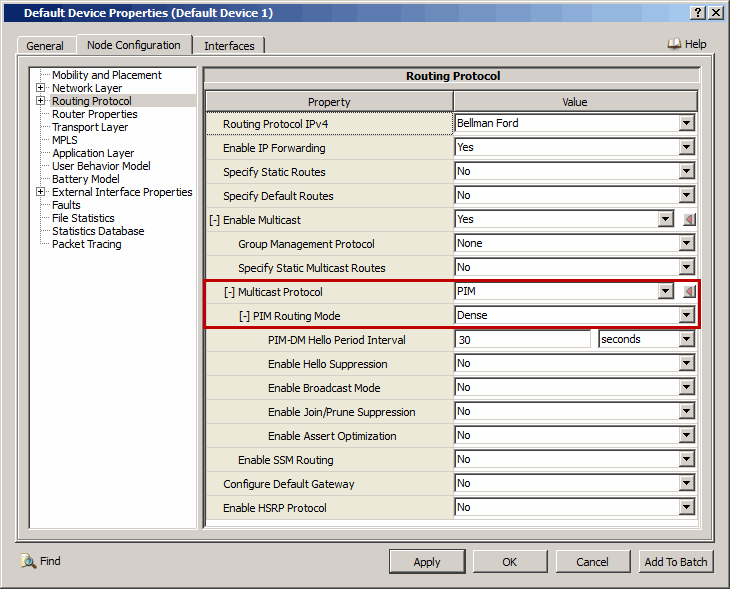 Default Device Properties (Default Device 1)
General Node Configuration Interfaces Help
Mobility and Placement
Network Layer
Routing Protocol
Router Properties
Transport Layer
MPLS
Application Layer
User Behavior Model
Battery Model
External Interface Properties
Faults
File Statistics
Statistics Database
Packet Tracing
Routing Protocol
Property Value
Routing Protocol IPv4 Bellman Ford
Enable IP Forwarding Yes
Specify Static Routes No
Specify Default Routes No
[-] Enable Multicast Yes
Group Management Protocol None
Specify Static Multicast Routes No
[-] Multicast Protocol PIM
[-] PIM Routing Mode Dense
PIM-DM Hello Period Interval 30 seconds
Enable Hello Suppression No
Enable Broadcast Mode No
Enable Join/Prune Suppression No
Enable Assert Optimization No
Enable SSM Routing No
Configure Default Gateway No
Enable HSRP Protocol No
Find Apply OK Cancel Add To Batch